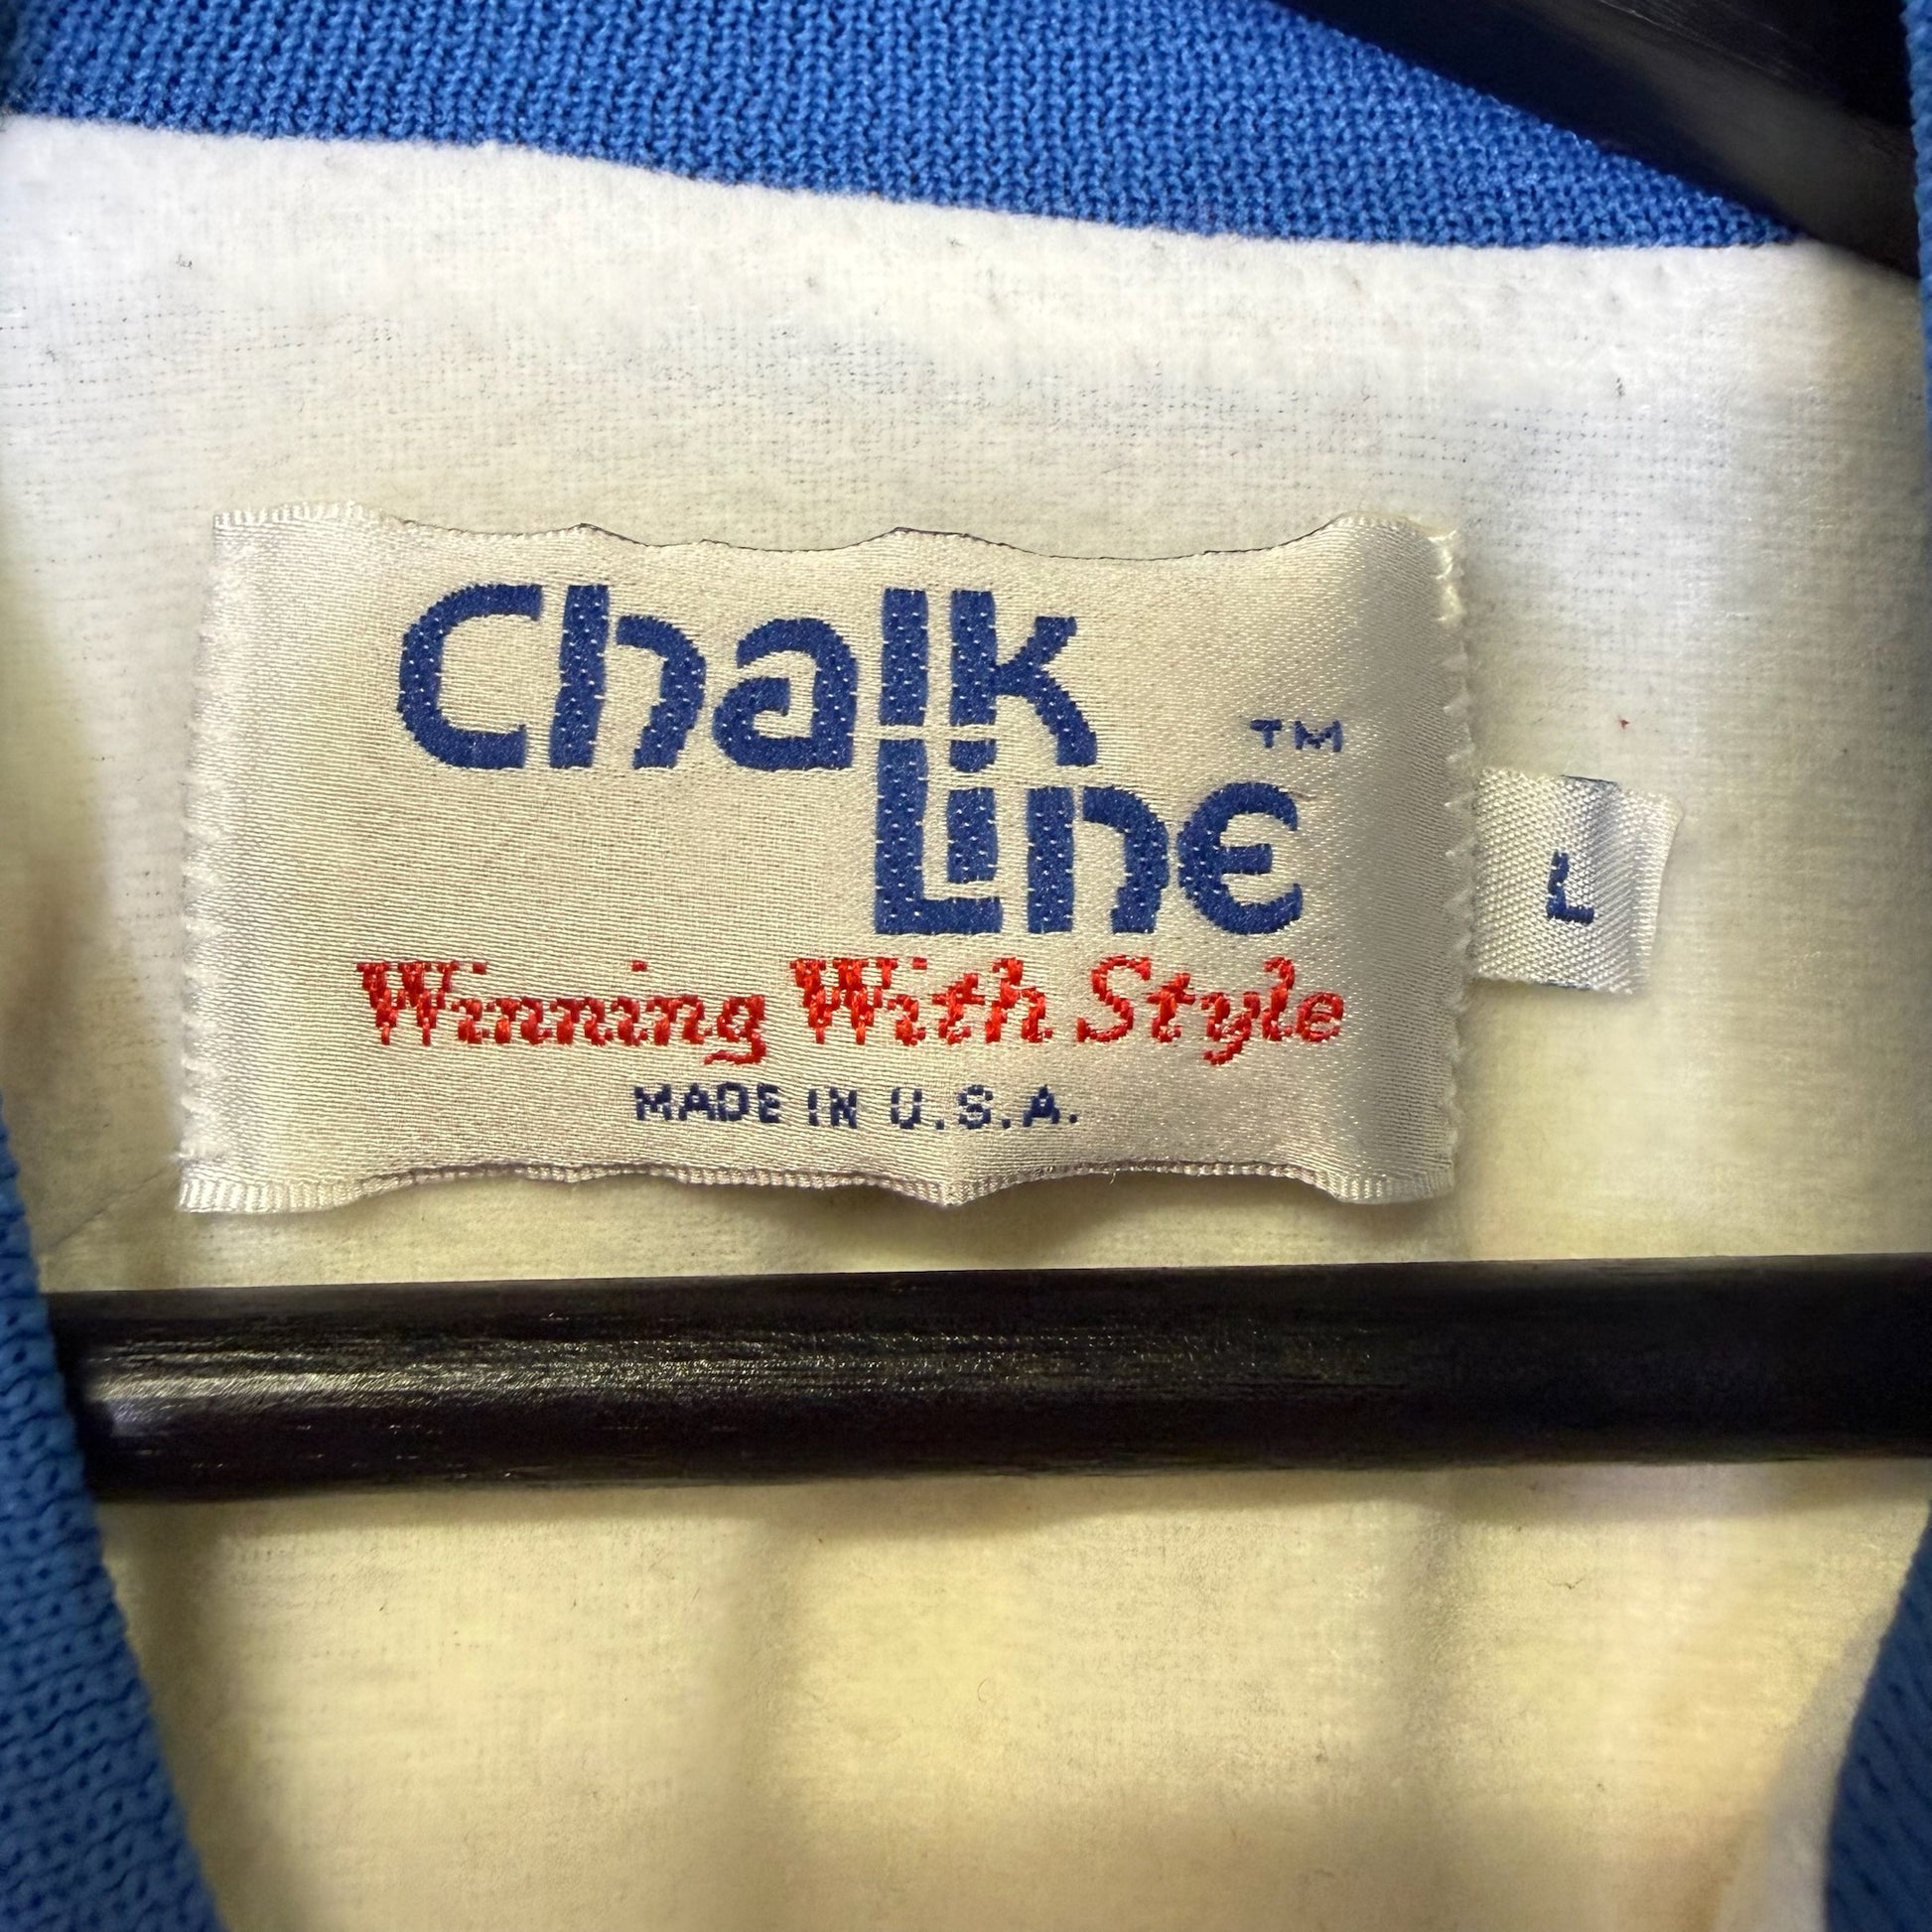 Chalk
Line ™
L
Winning With Style
MADE IN U.S.A.